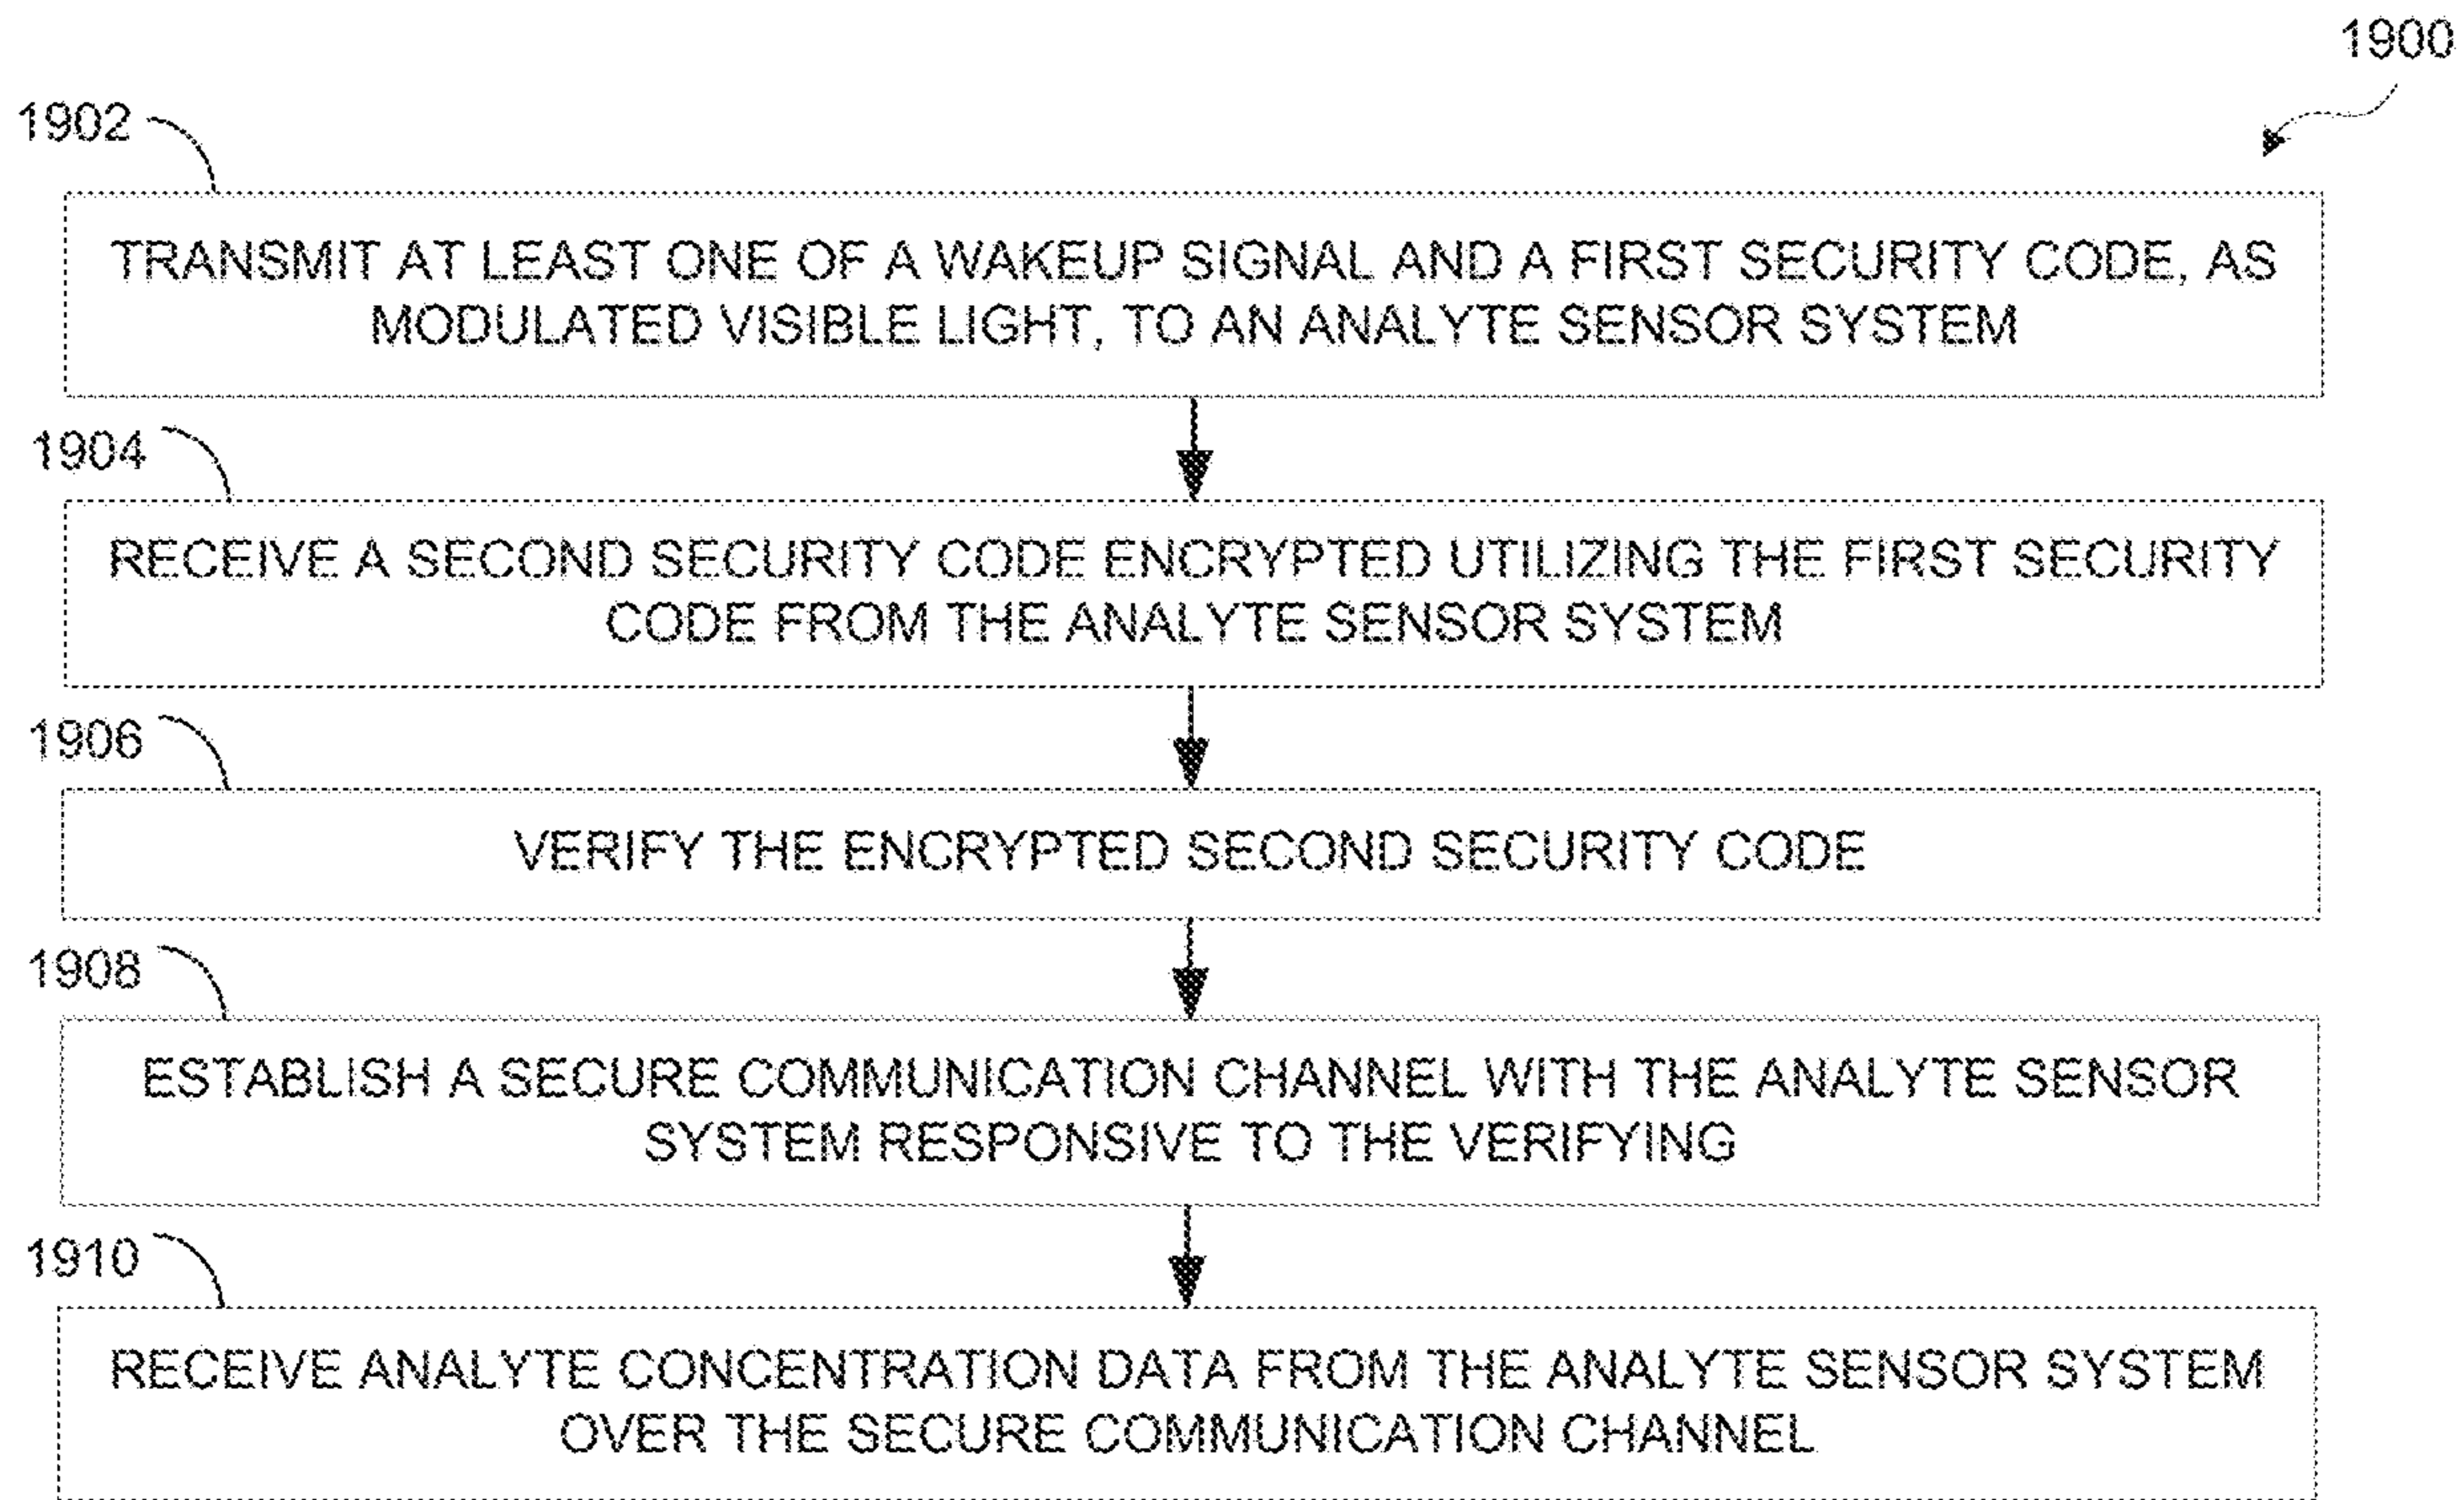 1900
1902
TRANSMIT AT LEAST ONE OF A WAKEUP SIGNAL AND A FIRST SECURITY CODE, AS
MODULATED VISIBLE LIGHT, TO AN ANALYTE SENSOR SYSTEM
1904
RECEIVE A SECOND SECURITY CODE ENCRYPTED UTILIZING THE FIRST SECURITY
CODE FROM THE ANALYTE SENSOR SYSTEM
1906
VERIFY THE ENCRYPTED SECOND SECURITY CODE
1908
ESTABLISH A SECURE COMMUNICATION CHANNEL WITH THE ANALYTE SENSOR
SYSTEM RESPONSIVE TO THE VERIFYING
1910
RECEIVE ANALYTE CONCENTRATION DATA FROM THE ANALYTE SENSOR SYSTEM
OVER THE SECURE COMMUNICATION CHANNEL